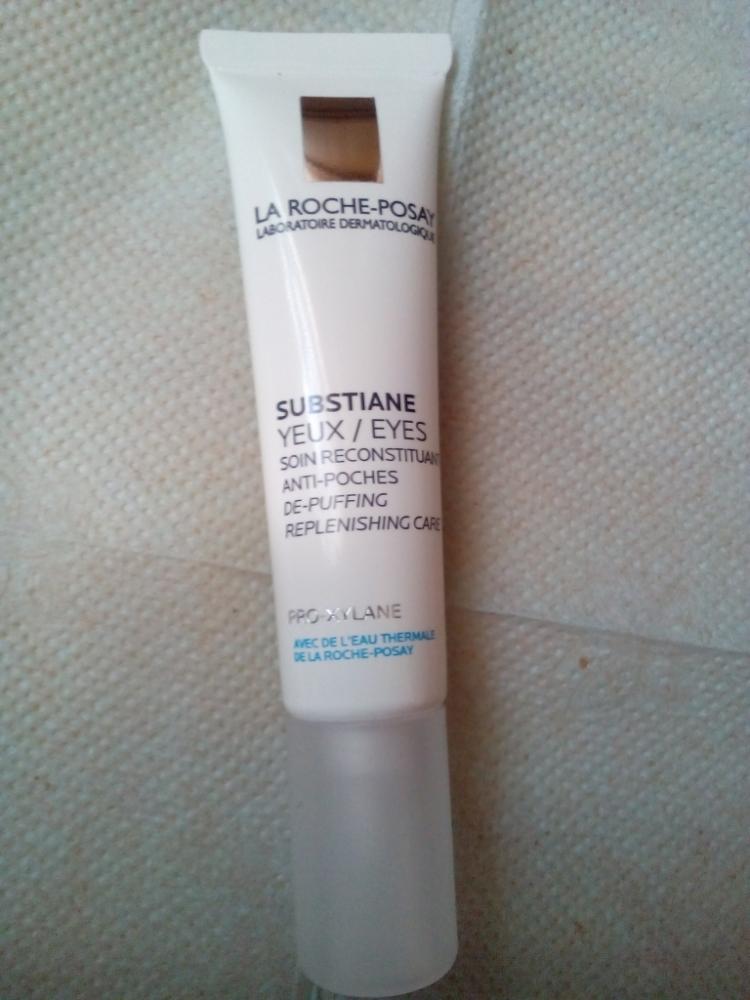 LA ROCHE-POSAY
LABORATOIRE DERMATOLOGIQUE
SUBSTIANE
YEUX / EYES
SOIN RECONSTITUANT
ANTI-POCHES
DE-PUFFING
REPLENISHING CARE
PRO-XYLANE
AVEC DE L'EAU THERMALE
DE LA ROCHE-POSAY